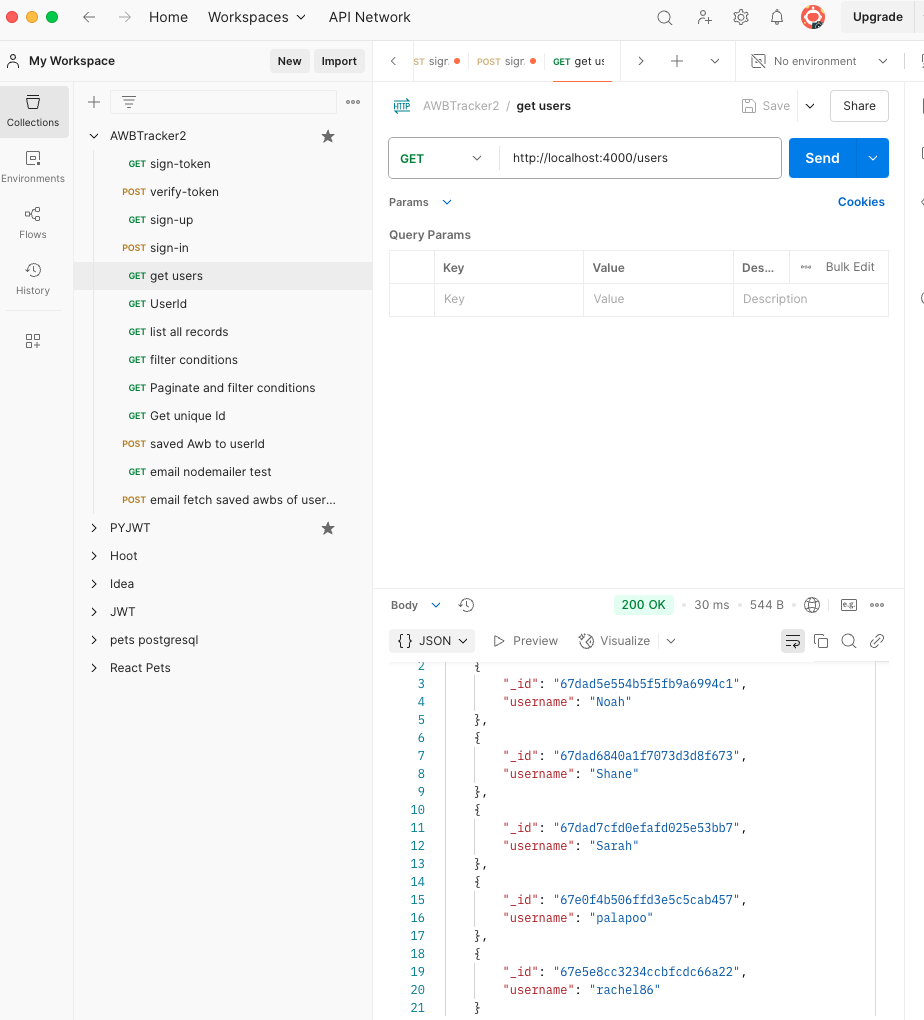 Home Workspaces API Network Upgrade
My Workspace New Import
POST sigr. GET get us No environment
Collections
Environments
Flows
History
AWBTracker2
GET sign-token
POST verify-token
GET sign-up
POST sign-in
GET get users
GET UserId
GET list all records
GET filter conditions
GET Paginate and filter conditions
GET Get unique Id
POST saved Awb to userId
GET email nodemailer test
POST email fetch saved awbs of user...
PYJWT
Hoot
Idea
JWT
pets postgresql
React Pets
HTTP AWBTracker2 / get users Save Share
GET http://localhost:4000/users Send
Params Cookies
Query Params
Key Value Des... Bulk Edit
Key Value Description
Body 200 OK • 30 ms • 544 B • e.g.
{} JSON Preview Visualize
2 {
3 "_id": "67dad5e554b5f5fb9a6994c1",
4 "username": "Noah"
5 },
6 {
7 "_id": "67dad6840a1f7073d3d8f673",
8 "username": "Shane"
9 },
10 {
11 "_id": "67dad7cfd0efafd025e53bb7",
12 "username": "Sarah"
13 },
14 {
15 "_id": "67e0f4b506ffd3e5c5cab457",
16 "username": "palapoo"
17 },
18 {
19 "_id": "67e5e8cc3234ccbfcdc66a22",
20 "username": "rachel86"
21 }